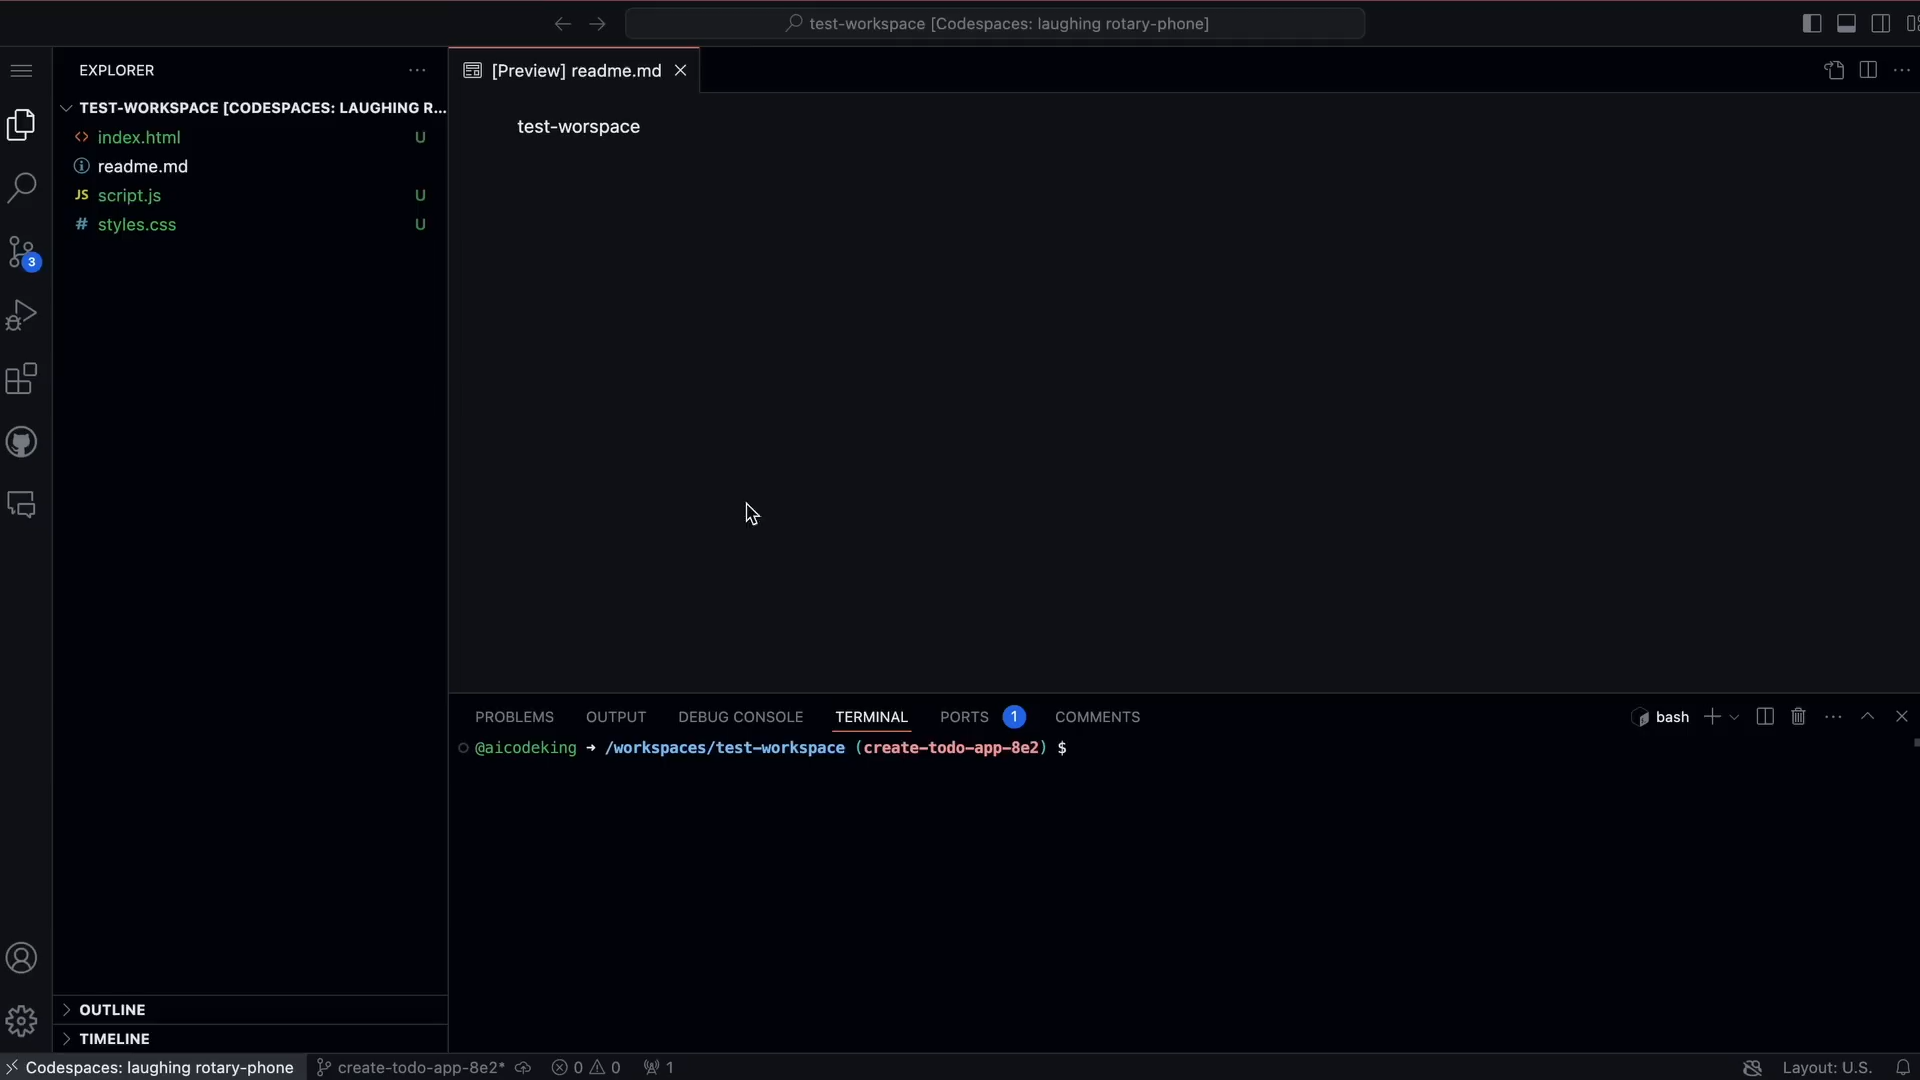 test-workspace [Codespaces: laughing rotary-phone]
EXPLORER
[Preview] readme.md
TEST-WORKSPACE [CODESPACES: LAUGHING R...
<> index.html U
readme.md
JS script.js U
# styles.css U
3
test-worspace
PROBLEMS OUTPUT DEBUG CONSOLE TERMINAL PORTS 1 COMMENTS
bash
@aicodeking → /workspaces/test-workspace (create-todo-app-8e2) $
OUTLINE
TIMELINE
Codespaces: laughing rotary-phone create-todo-app-8e2* 0 0 1 Layout: U.S.